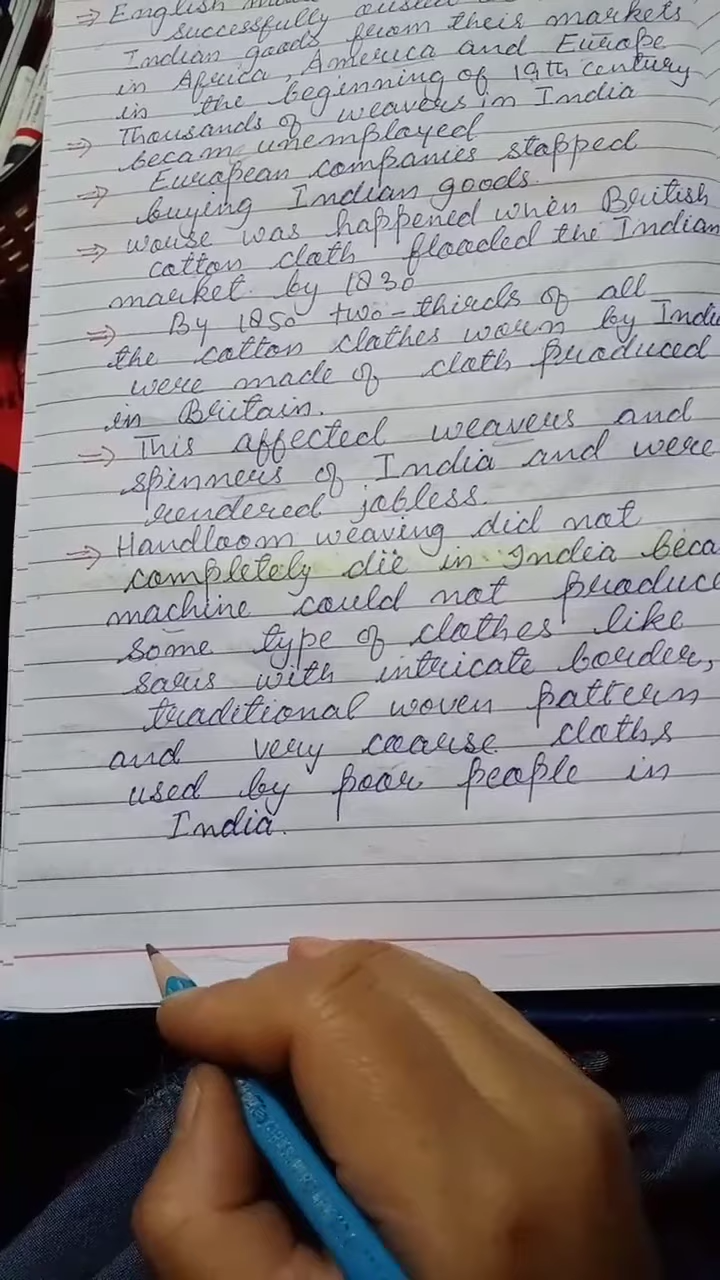 ⇒ English
successfully
Indian goods from their markets
in Africa, America and Europe
in the beginning of 19th century
⇒ Thousands of weavers in India
becam unemployed
⇒ European companies stopped
buying Indian goods.
⇒ worse was happened when British
cotton cloth flooded the Indian
market by 1830
⇒ By 1850 two-thirds of all
the cotton clothes worn by Indi
were made of cloth produced
in Britain.
⇒ This affected weavers and
spinners of India and were
rendered jobless.
⇒ Handloom weaving did not
completely die in India beca
machine could not produce
some type of clothes like
saris with intricate border,
traditional woven pattern
and very coarse cloths
used by poor people in
India.